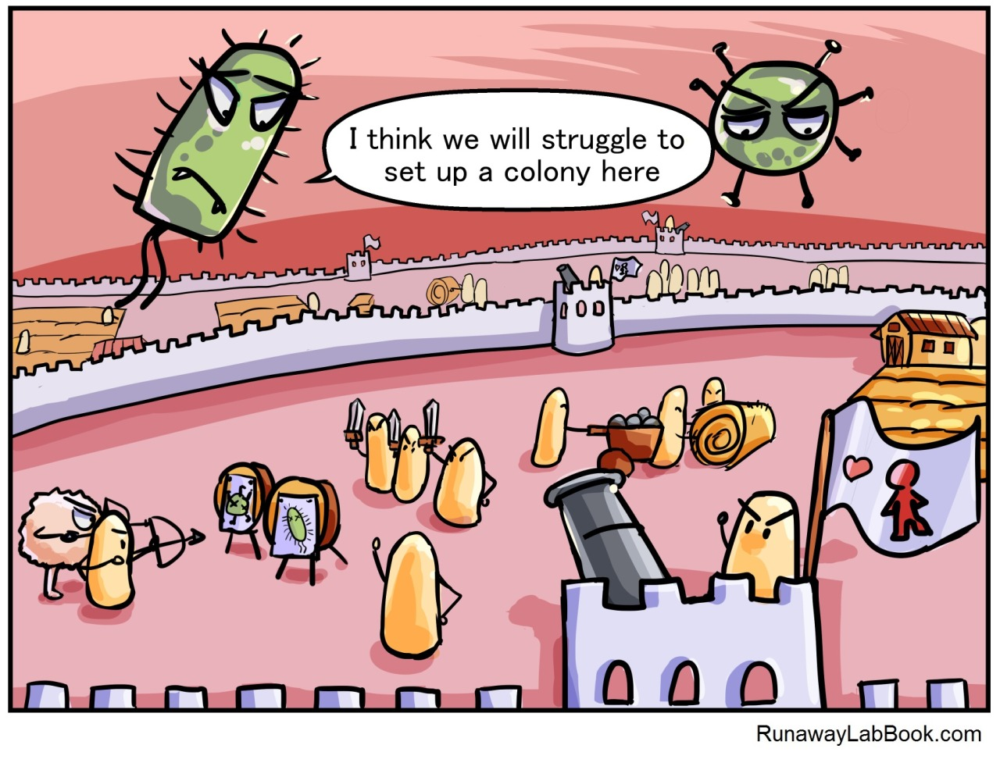 I think we will struggle to
set up a colony here
RunawayLabBook.com